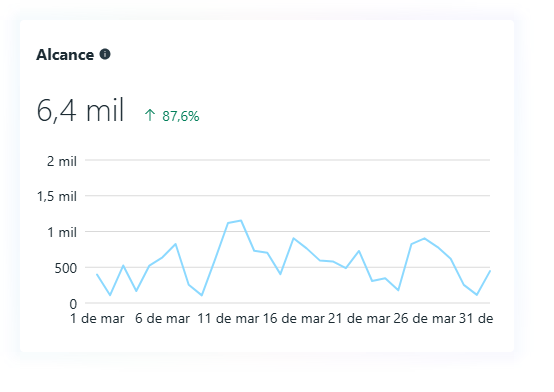 Alcance
6,4 mil ↑ 87,6%
2 mil
1,5 mil
1 mil
500
0
1 de mar 6 de mar 11 de mar 16 de mar 21 de mar 26 de mar 31 de